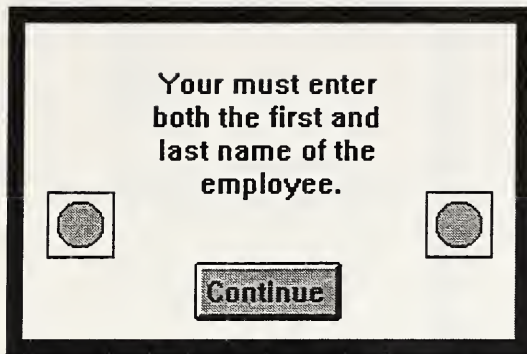 Your must enter
both the first and
last name of the
employee.
Continue